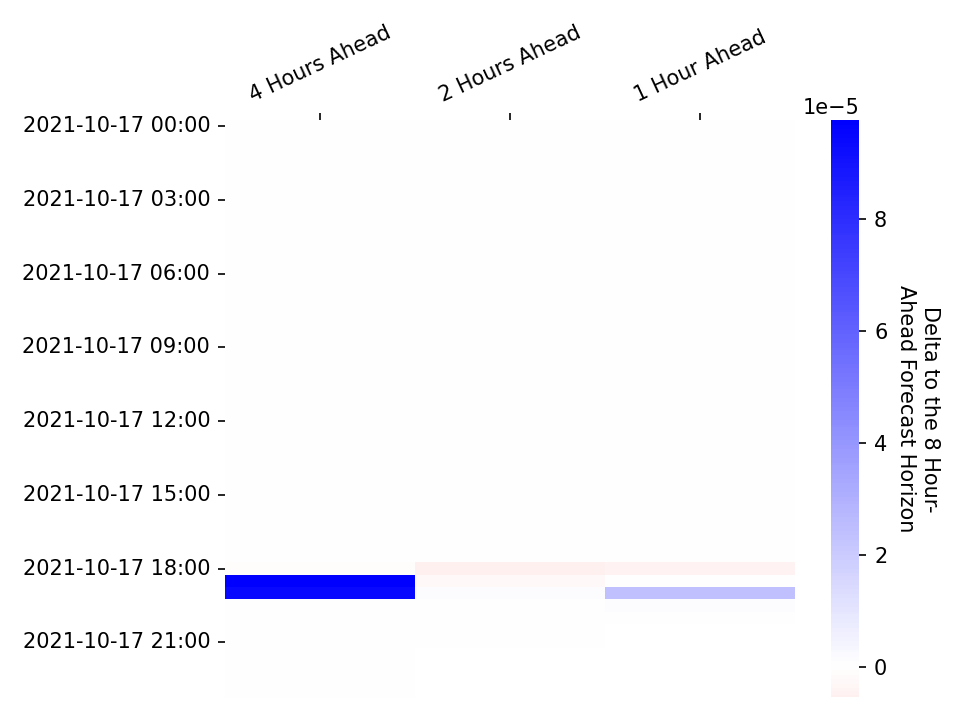 4 Hours Ahead
2 Hours Ahead
1 Hour Ahead
1e−5
2021-10-17 00:00
2021-10-17 03:00
2021-10-17 06:00
2021-10-17 09:00
2021-10-17 12:00
2021-10-17 15:00
2021-10-17 18:00
2021-10-17 21:00
8
6
4
2
0
Delta to the 8 Hour-
Ahead Forecast Horizon